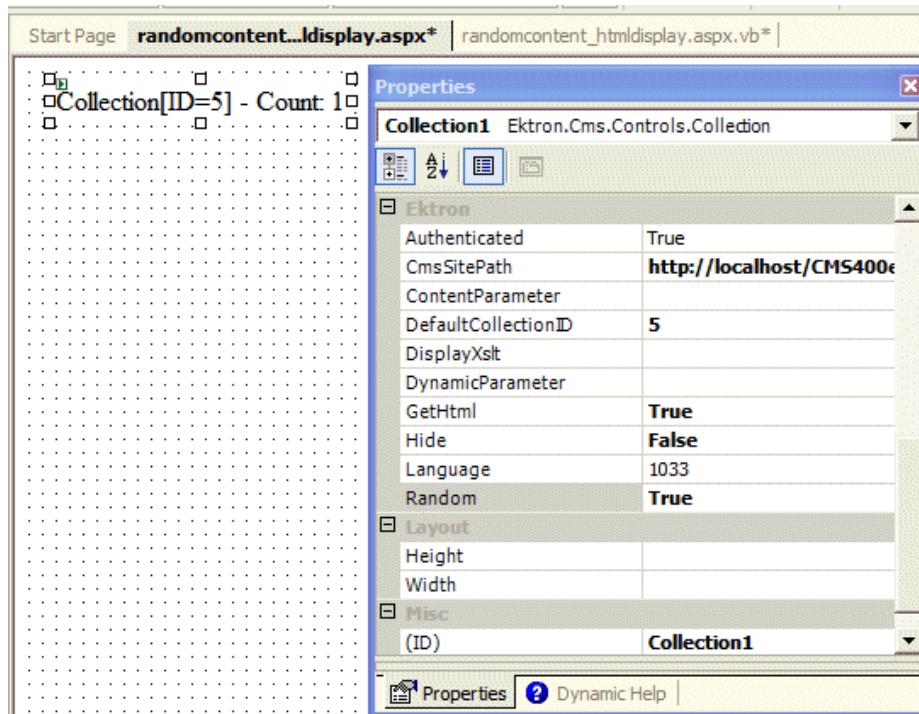 Start Page randomcontent...ldisplay.aspx* randomcontent_htmldisplay.aspx.vb*
Collection[ID=5] - Count: 1
Properties
Collection1 Ektron.Cms.Controls.Collection
Ektron
Authenticated True
CmsSitePath http://localhost/CMS400e
ContentParameter
DefaultCollectionID 5
DisplayXslt
DynamicParameter
GetHtml True
Hide False
Language 1033
Random True
Layout
Height
Width
Misc
(ID) Collection1
Properties Dynamic Help